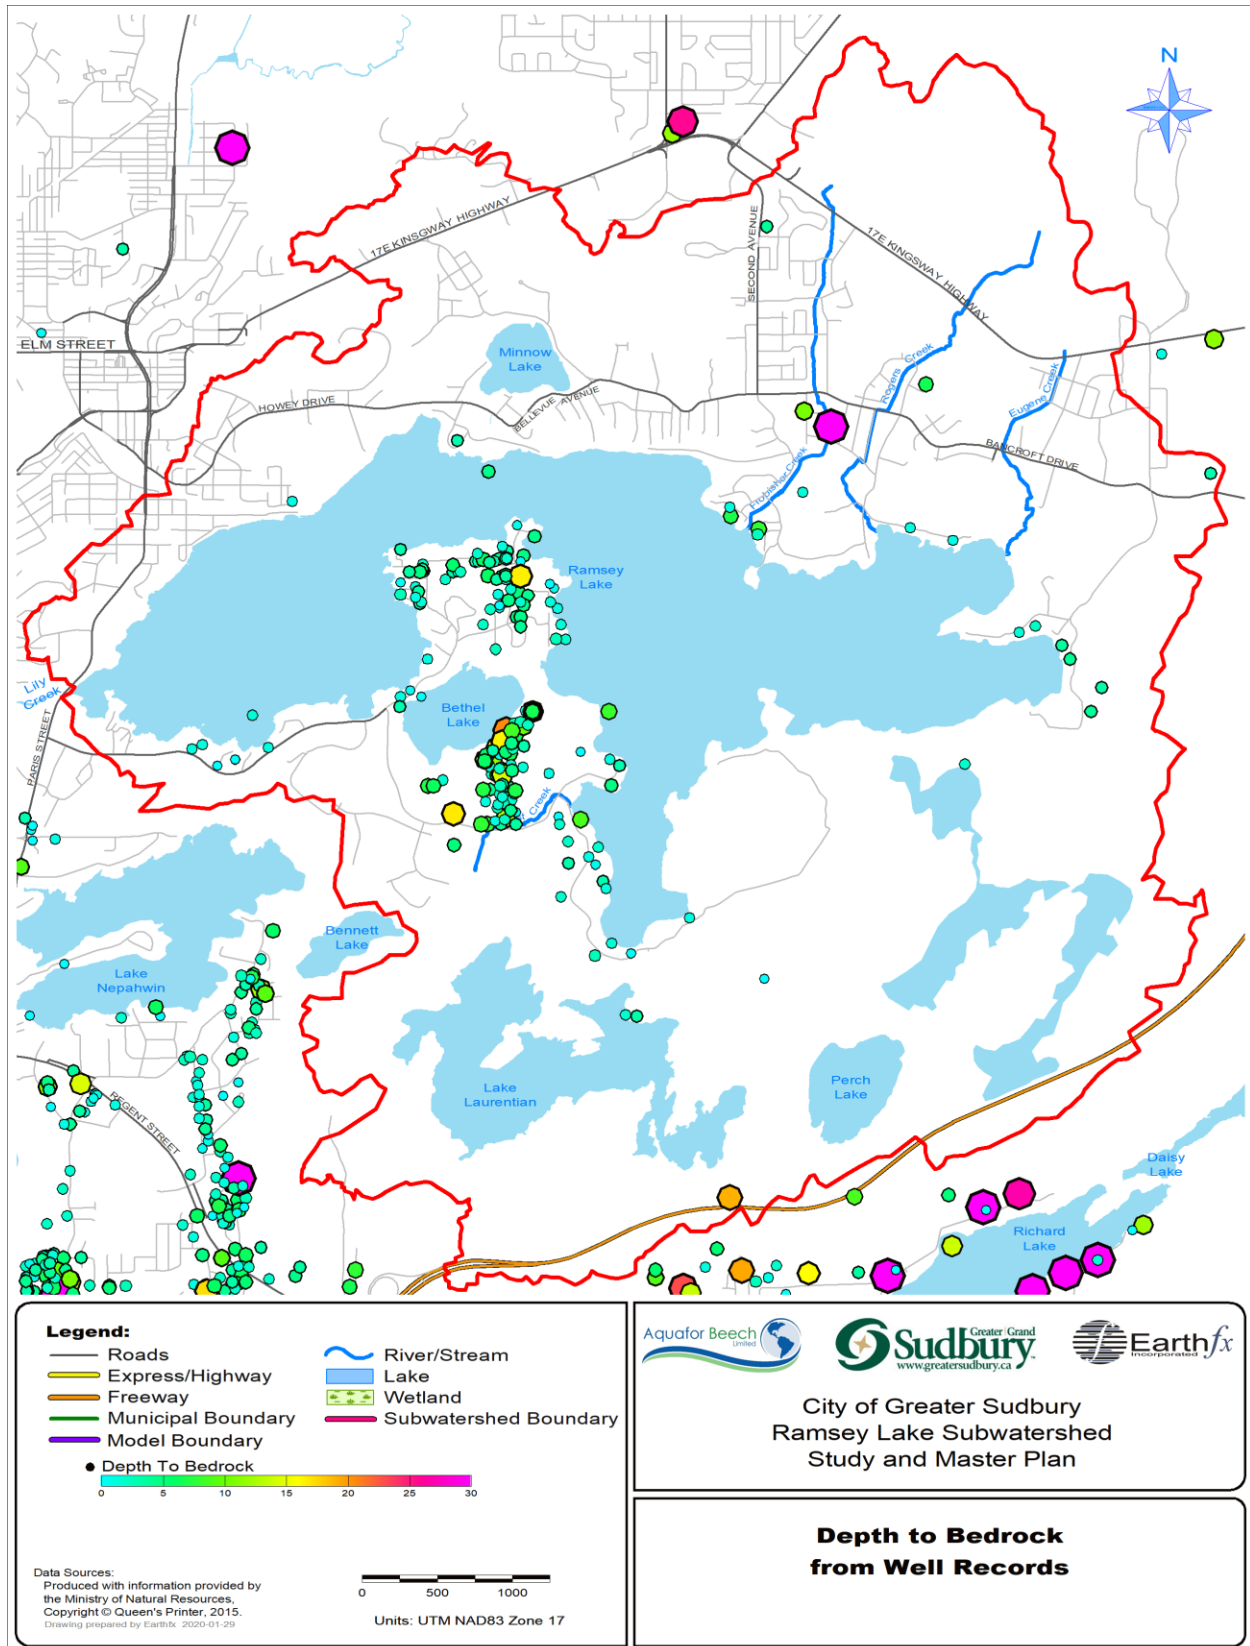 N
17E KINSGWAY HIGHWAY
SECOND AVENUE
17E KINGSWAY HIGHWAY
ELM STREET
Minnow
Lake
HOWEY DRIVE
BELLEVUE AVENUE
Rogers Creek
Eugene Creek
BANCROFT DRIVE
Frobisher Creek
Ramsey
Lake
Lily
Creek
Bethel
Lake
PARIS STREET
Creek
Bennett
Lake
Lake
Nepahwin
Lake
Laurentian
Perch
Lake
REGENT STREET
Daisy
Lake
Richard
Lake
Legend:
Roads
Express/Highway
Freeway
Municipal Boundary
Model Boundary
River/Stream
Lake
Wetland
Subwatershed Boundary
Depth To Bedrock
0 5 10 15 20 25 30
Data Sources:
Produced with information provided by
the Ministry of Natural Resources,
Copyright © Queen's Printer, 2015.
Drawing prepared by Earthfx 2020-01-29
0 500 1000
Units: UTM NAD83 Zone 17
Aquafor Beech
Limited
Greater Grand
Sudbury
www.greatersudbury.ca
Earthfx
Incorporated
City of Greater Sudbury
Ramsey Lake Subwatershed
Study and Master Plan
Depth to Bedrock
from Well Records